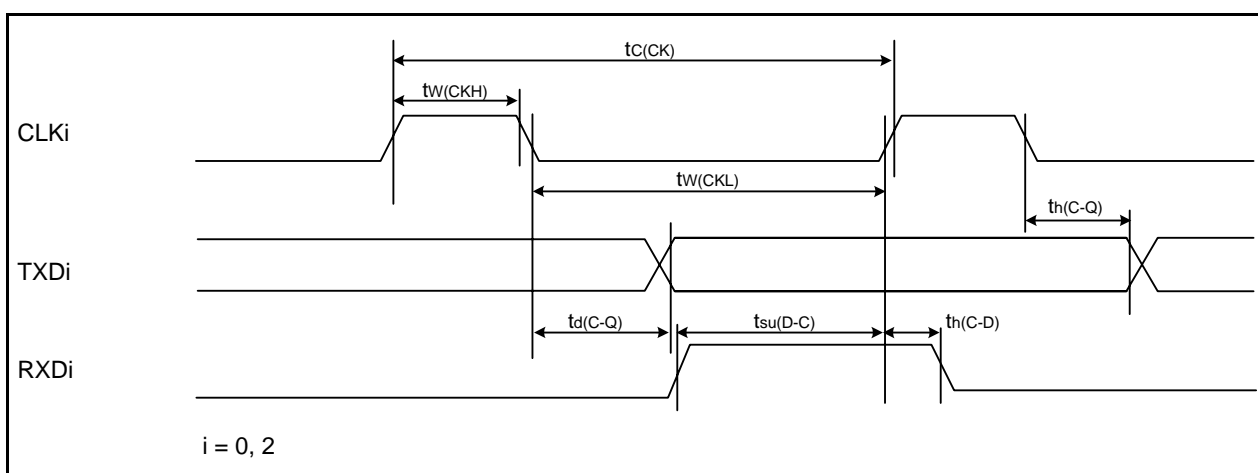 tC(CK)
tW(CKH)
CLKi
tW(CKL)
th(C-Q)
TXDi
td(C-Q)
tsu(D-C)
th(C-D)
RXDi
i = 0, 2